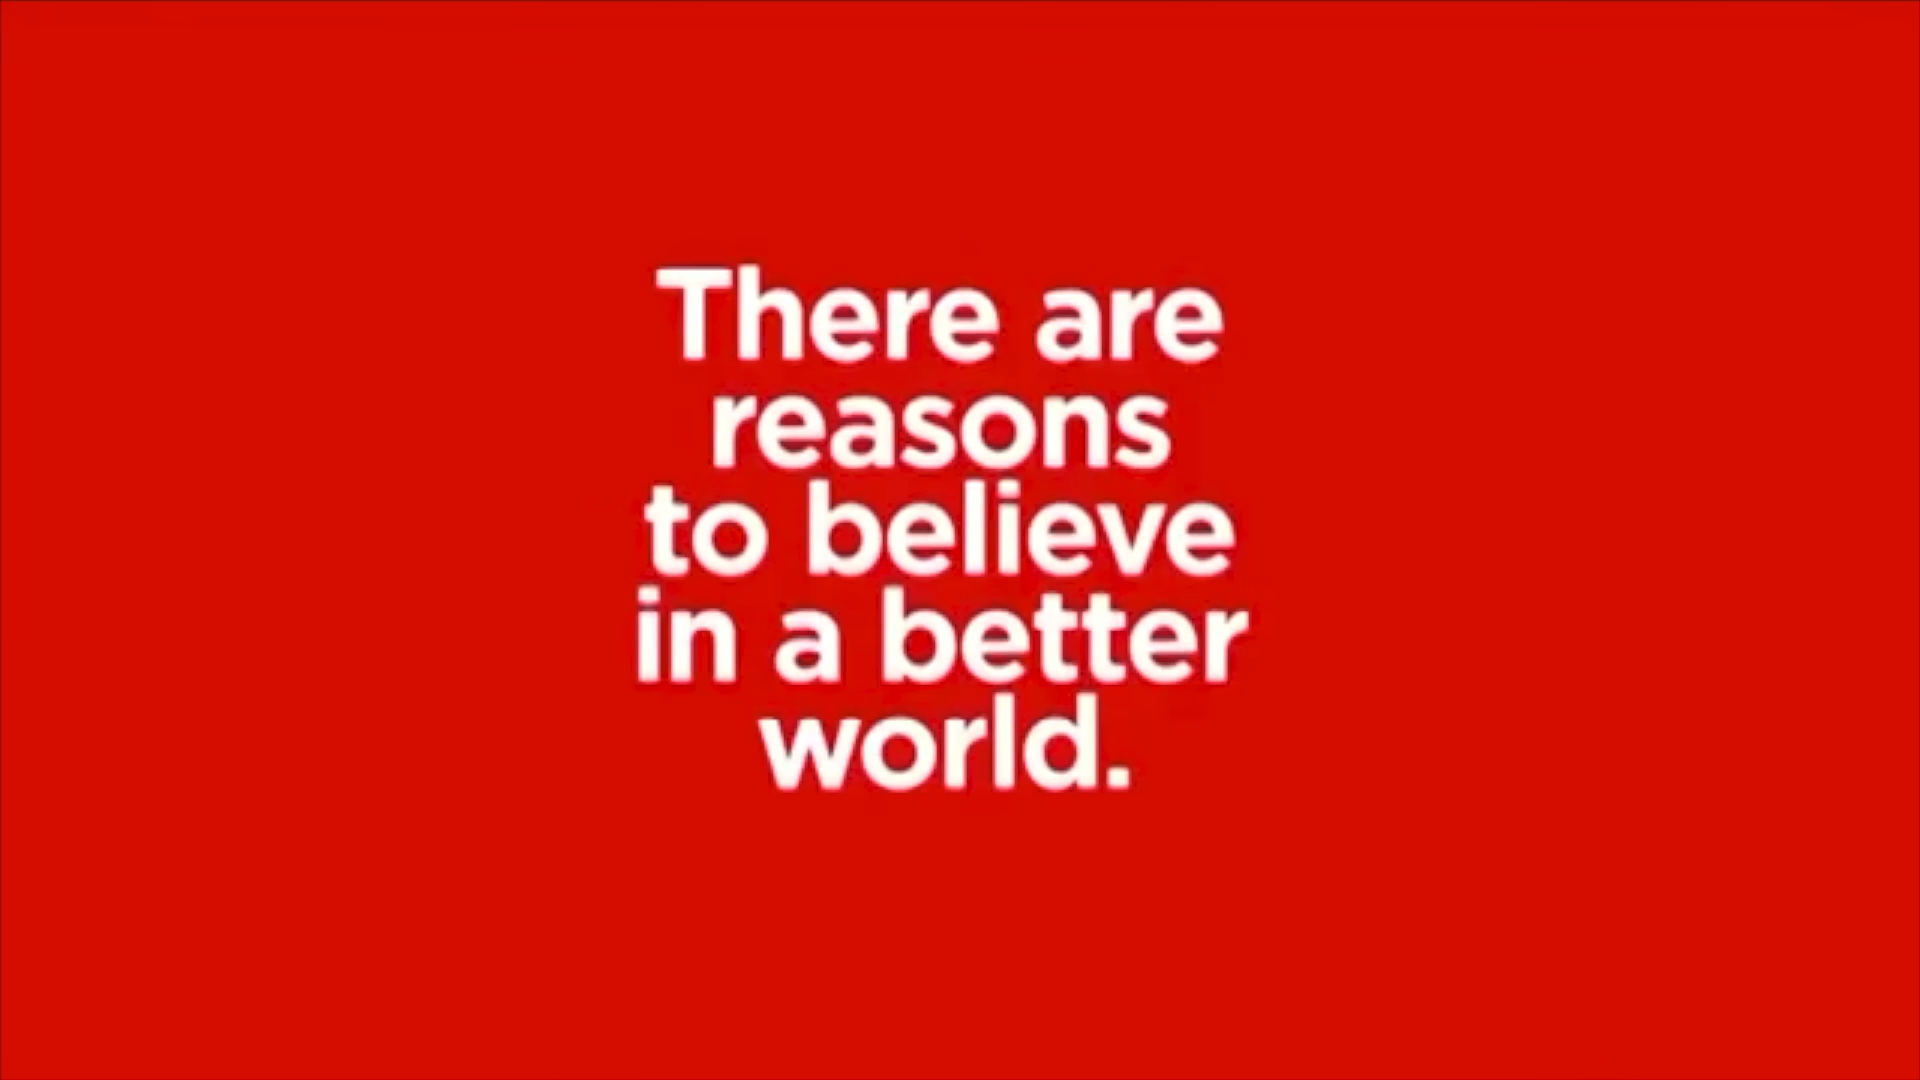 There are
reasons
to believe
in a better
world.